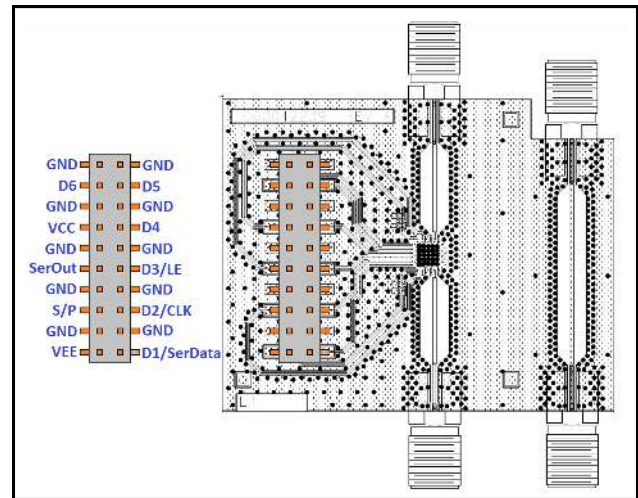 GND GND
D6 D5
GND GND
VCC D4
GND GND
SerOut D3/LE
GND GND
S/P D2/CLK
GND GND
VEE D1/SerData